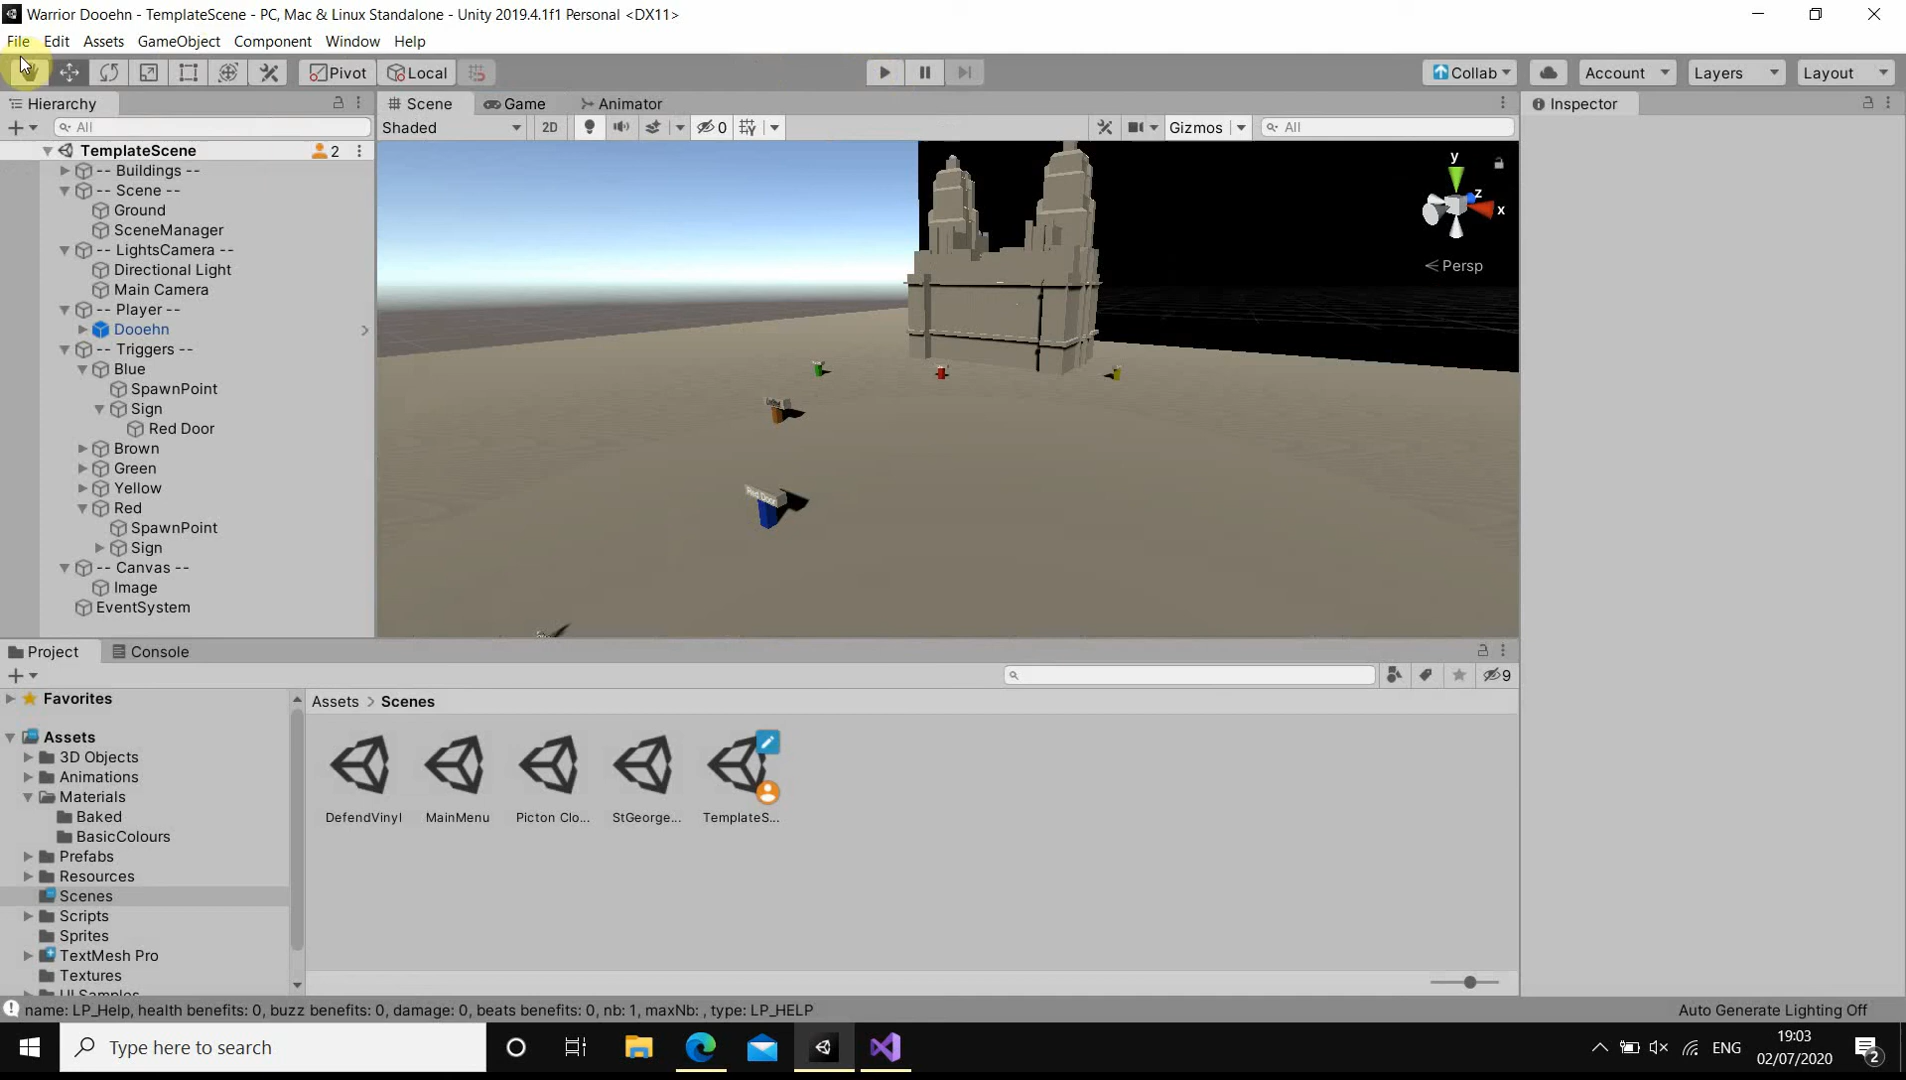 Warrior Dooehn - TemplateScene - PC, Mac & Linux Standalone - Unity 2019.4.1f1 Personal <DX11>
File Edit Assets GameObject Component Window Help
Pivot Local Collab Account Layers Layout
Hierarchy Scene Game Animator Inspector
All Shaded 2D 0 Gizmos All
TemplateScene 2
-- Buildings --
-- Scene --
Ground
SceneManager
-- LightsCamera --
Directional Light
Main Camera
-- Player --
Dooehn
-- Triggers --
Blue
SpawnPoint
Sign
Red Door
Brown
Green
Yellow
Red
SpawnPoint
Sign
-- Canvas --
Image
EventSystem
y
z
x
Persp
Red Door
Project Console
9
Favorites
Assets > Scenes
Assets
3D Objects
Animations
Materials
Baked
BasicColours
Prefabs
Resources
Scenes
Scripts
Sprites
TextMesh Pro
Textures
UI Samples
DefendVinyl MainMenu Picton Clo... StGeorge... TemplateS...
name: LP_Help, health benefits: 0, buzz benefits: 0, damage: 0, beats benefits: 0, nb: 1, maxNb: , type: LP_HELP
Auto Generate Lighting Off
Type here to search
ENG
19:03
02/07/2020
2